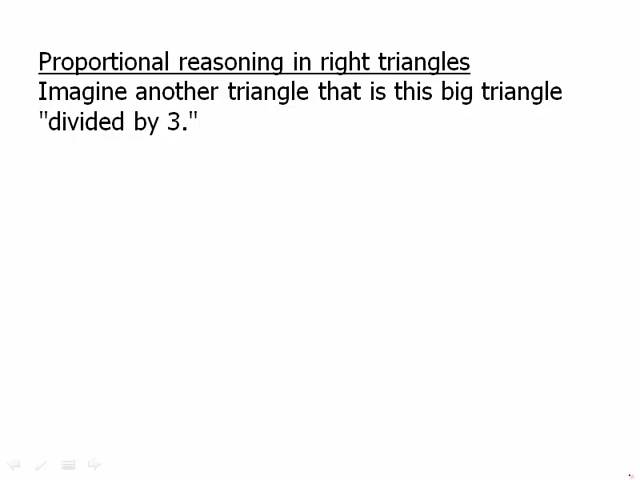 Proportional reasoning in right triangles
Imagine another triangle that is this big triangle
"divided by 3."